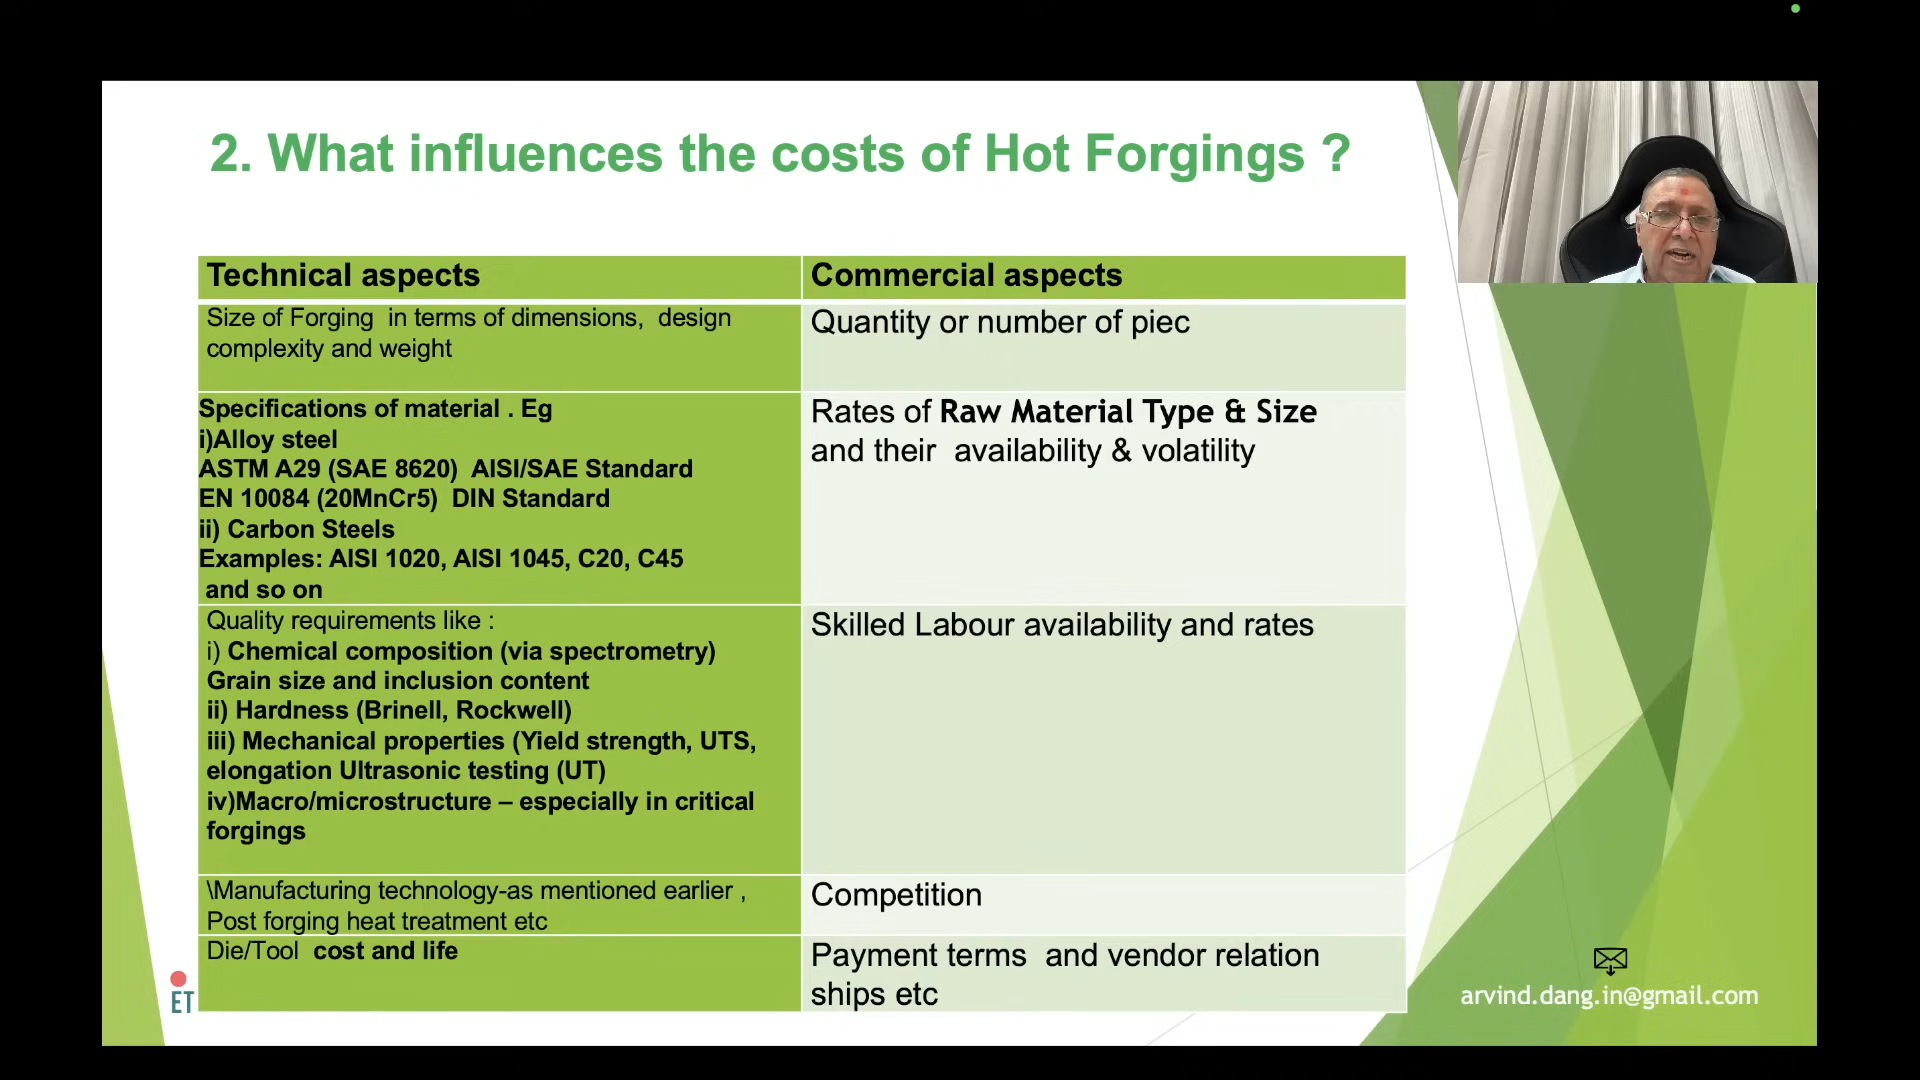 2. What influences the costs of Hot Forgings ?
Technical aspects
Commercial aspects
Size of Forging in terms of dimensions, design
complexity and weight
Quantity or number of piec
Specifications of material . Eg
i)Alloy steel
ASTM A29 (SAE 8620) AISI/SAE Standard
EN 10084 (20MnCr5) DIN Standard
ii) Carbon Steels
Examples: AISI 1020, AISI 1045, C20, C45
and so on
Rates of Raw Material Type & Size
and their availability & volatility
Quality requirements like :
i) Chemical composition (via spectrometry)
Grain size and inclusion content
ii) Hardness (Brinell, Rockwell)
iii) Mechanical properties (Yield strength, UTS,
elongation Ultrasonic testing (UT)
iv)Macro/microstructure – especially in critical
forgings
Skilled Labour availability and rates
\Manufacturing technology-as mentioned earlier ,
Post forging heat treatment etc
Competition
Die/Tool cost and life
Payment terms and vendor relation
ships etc
ET
arvind.dang.in@gmail.com